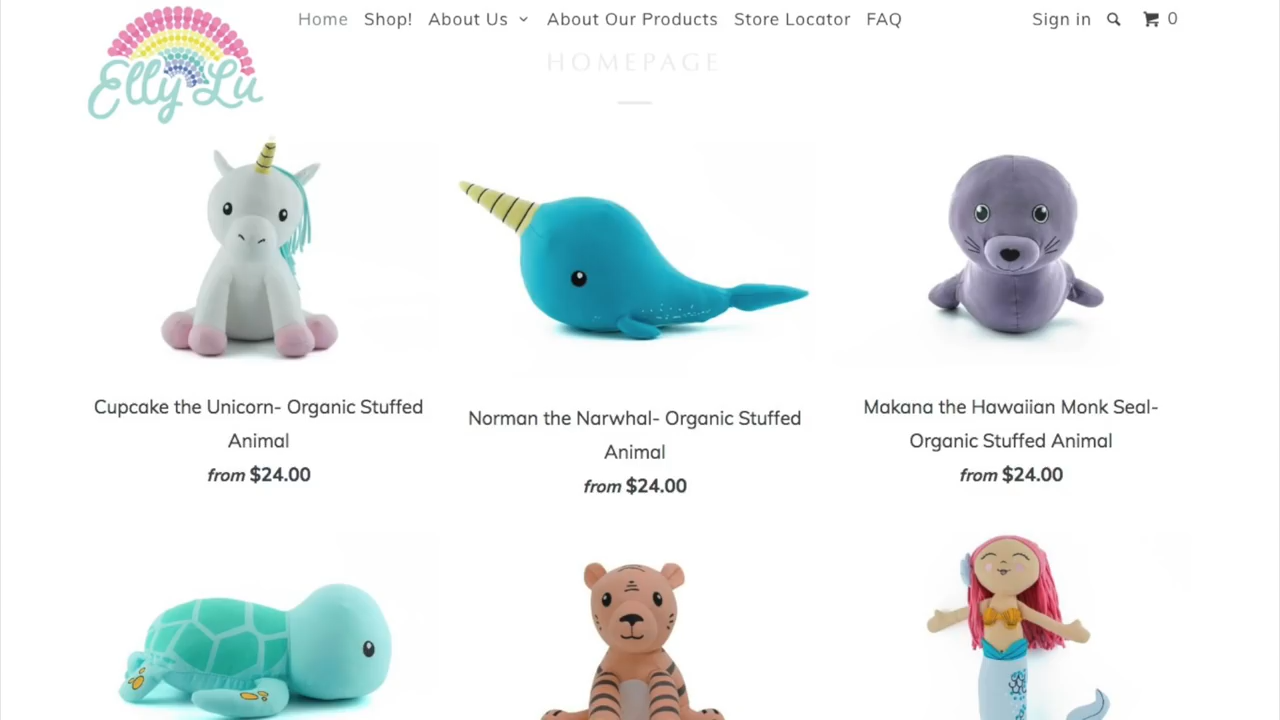 Home Shop! About Us About Our Products Store Locator FAQ Sign in 0
Elly Lu
HOMEPAGE
Cupcake the Unicorn- Organic Stuffed
Animal
from $24.00
Norman the Narwhal- Organic Stuffed
Animal
from $24.00
Makana the Hawaiian Monk Seal-
Organic Stuffed Animal
from $24.00